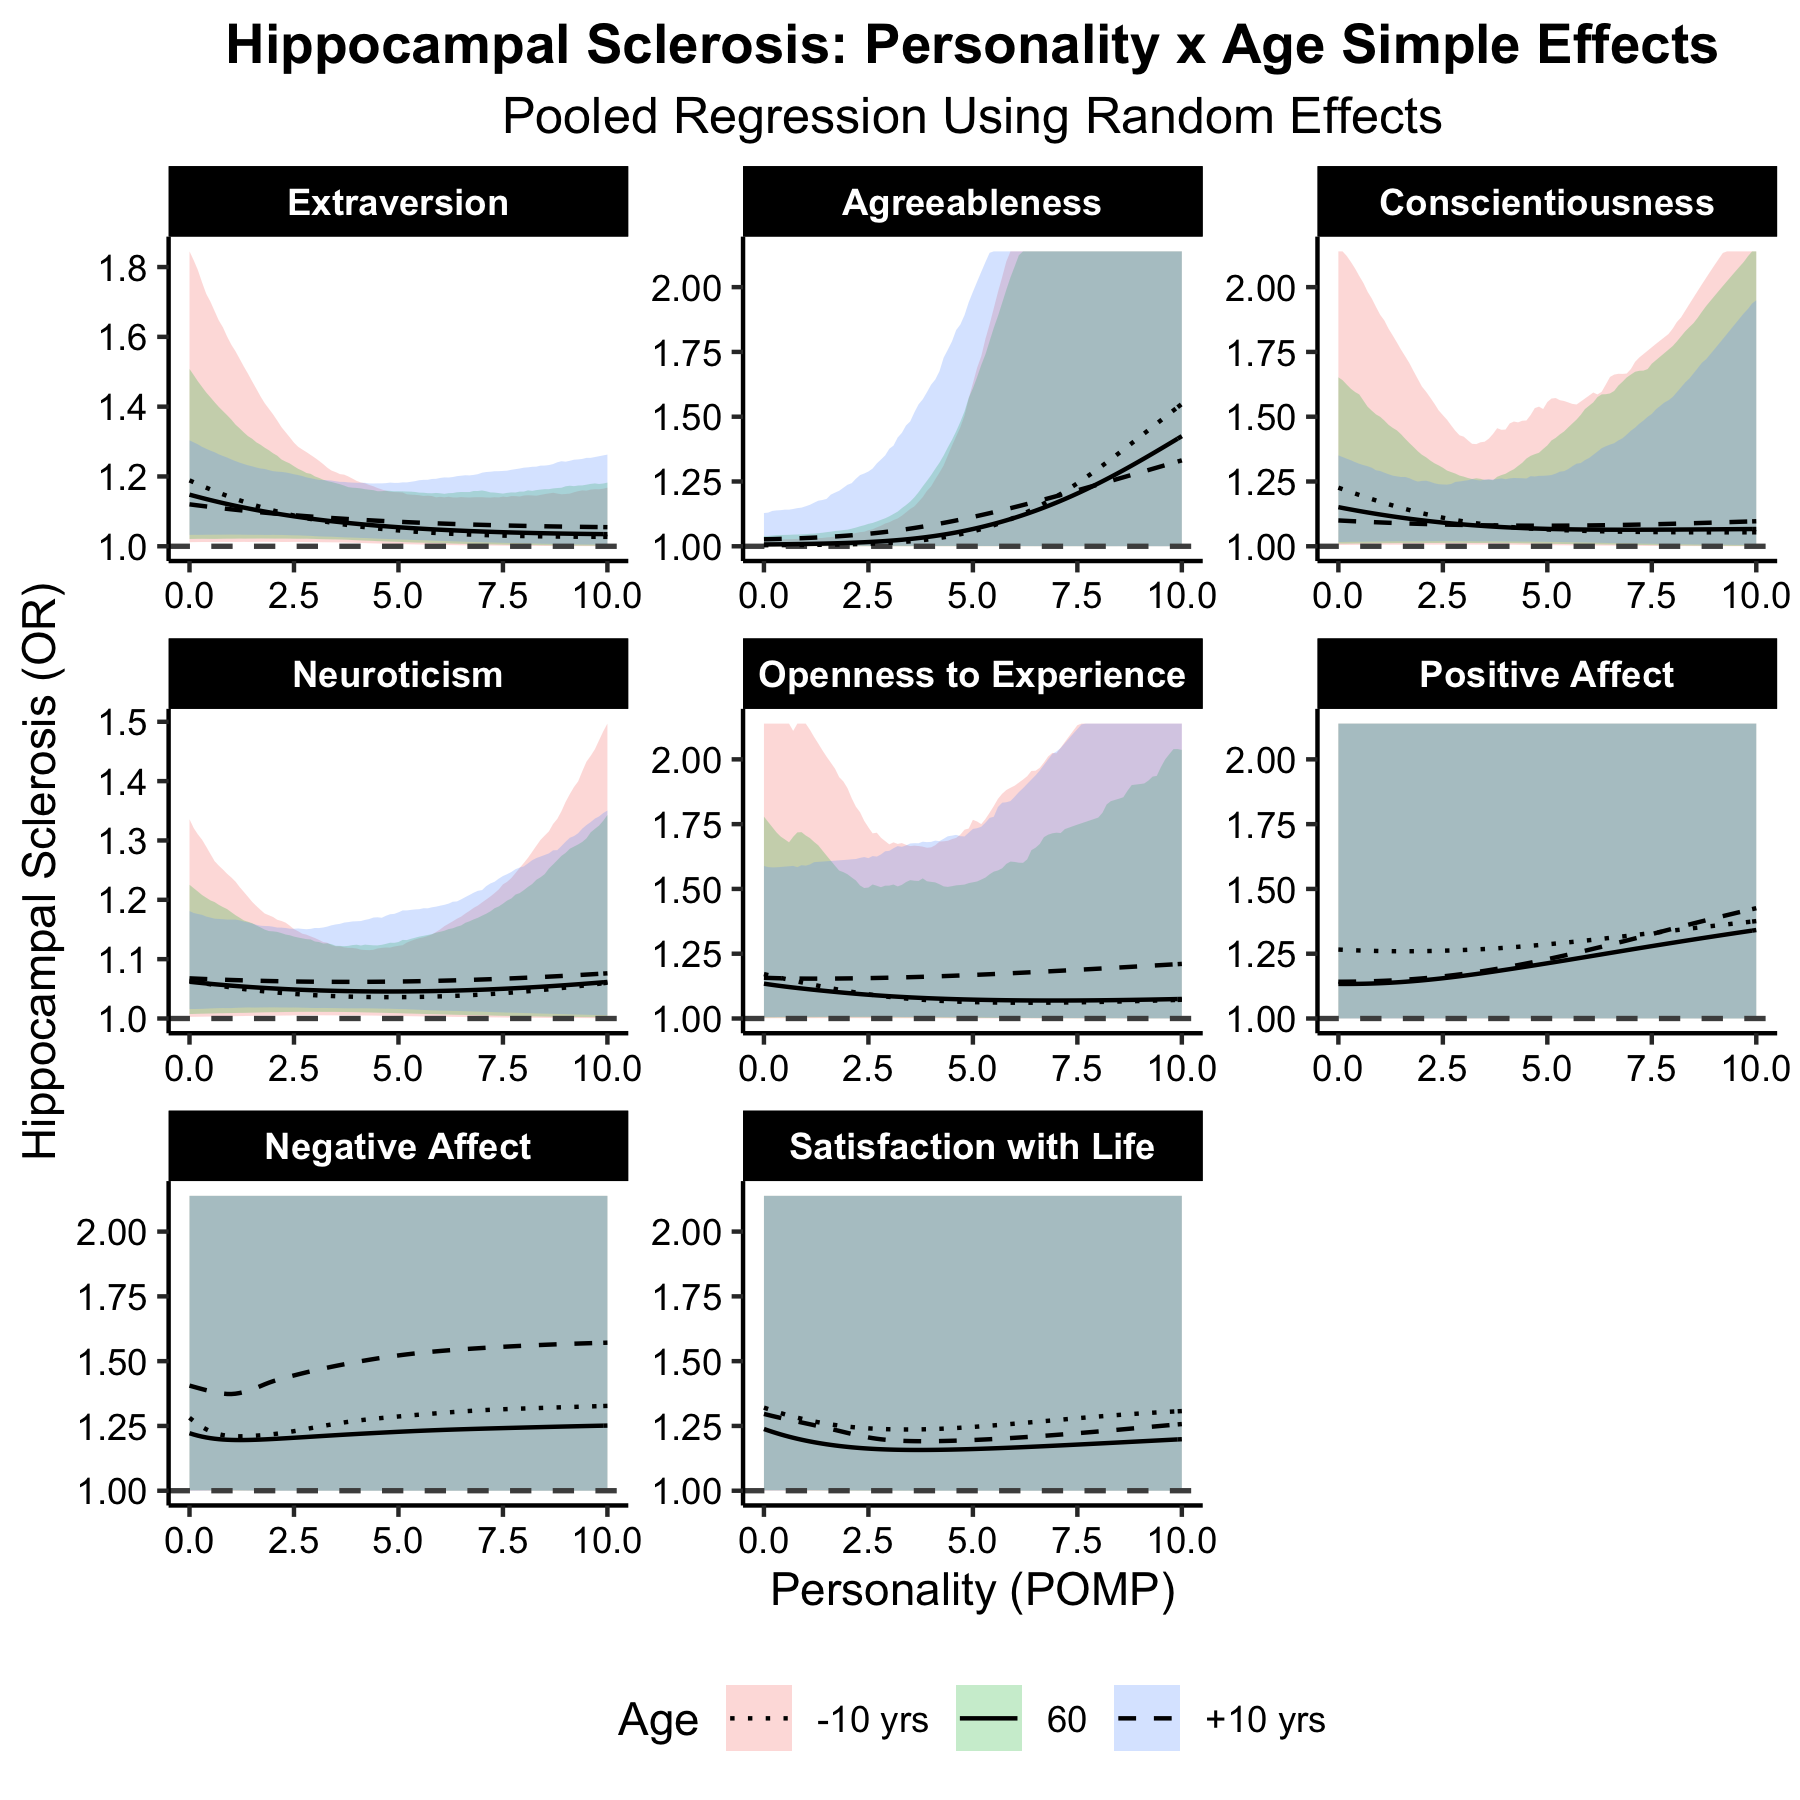 Hippocampal Sclerosis: Personality x Age Simple Effects
Pooled Regression Using Random Effects
Hippocampal Sclerosis (OR)
Extraversion
1.8
1.6
1.4
1.2
1.0
0.0 2.5 5.0 7.5 10.0
Agreeableness
2.00
1.75
1.50
1.25
1.00
0.0 2.5 5.0 7.5 10.0
Conscientiousness
2.00
1.75
1.50
1.25
1.00
0.0 2.5 5.0 7.5 10.0
Neuroticism
1.5
1.4
1.3
1.2
1.1
1.0
0.0 2.5 5.0 7.5 10.0
Openness to Experience
2.00
1.75
1.50
1.25
1.00
0.0 2.5 5.0 7.5 10.0
Positive Affect
2.00
1.75
1.50
1.25
1.00
0.0 2.5 5.0 7.5 10.0
Negative Affect
2.00
1.75
1.50
1.25
1.00
0.0 2.5 5.0 7.5 10.0
Satisfaction with Life
2.00
1.75
1.50
1.25
1.00
0.0 2.5 5.0 7.5 10.0
Personality (POMP)
Age -10 yrs 60 +10 yrs